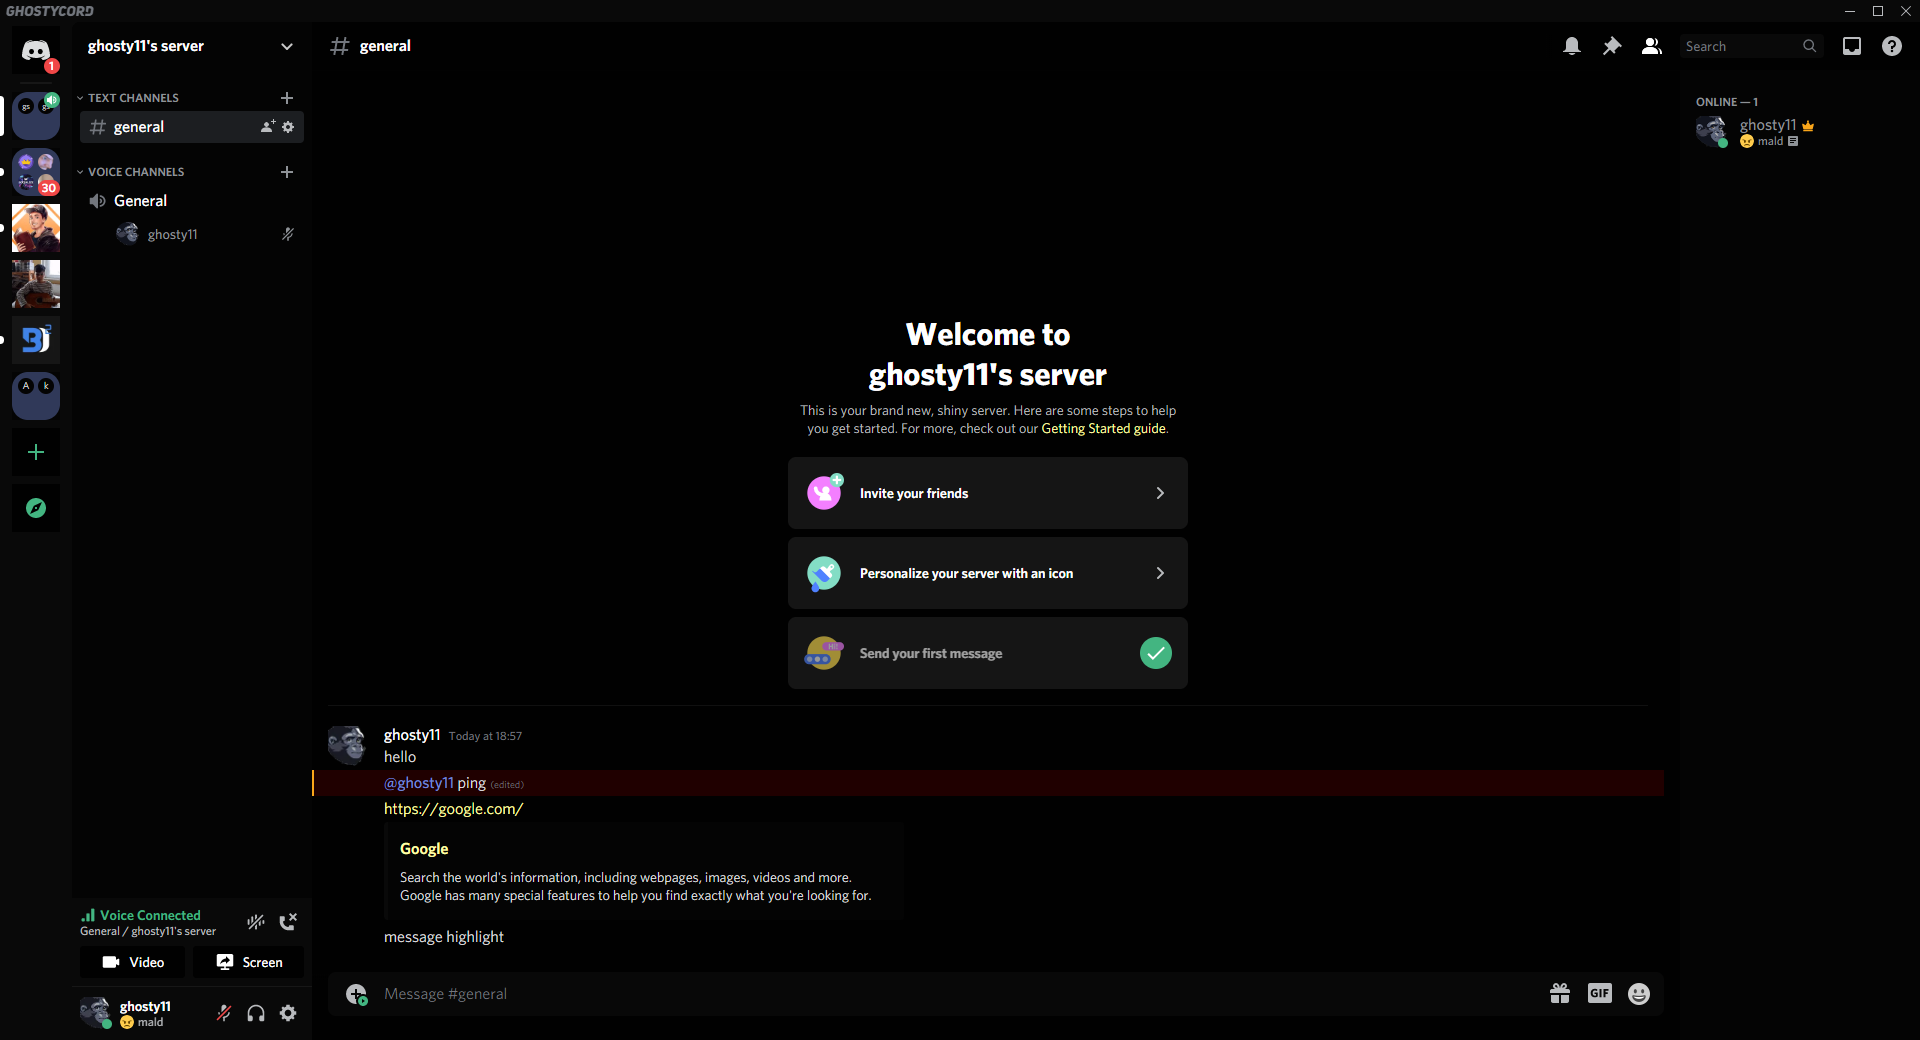 GHOSTYCORD
1
gs
30
A k
ghosty11's server
TEXT CHANNELS
general
VOICE CHANNELS
General
ghosty11
Voice Connected
General / ghosty11's server
Video
Screen
ghosty11
mald
general
Search
Welcome to
ghosty11's server
This is your brand new, shiny server. Here are some steps to help
you get started. For more, check out our Getting Started guide.
Invite your friends
Personalize your server with an icon
Send your first message
ghosty11 Today at 18:57
hello
@ghosty11 ping (edited)
https://google.com/
Google
Search the world's information, including webpages, images, videos and more.
Google has many special features to help you find exactly what you're looking for.
message highlight
Message #general
GIF
ONLINE — 1
ghosty11
mald